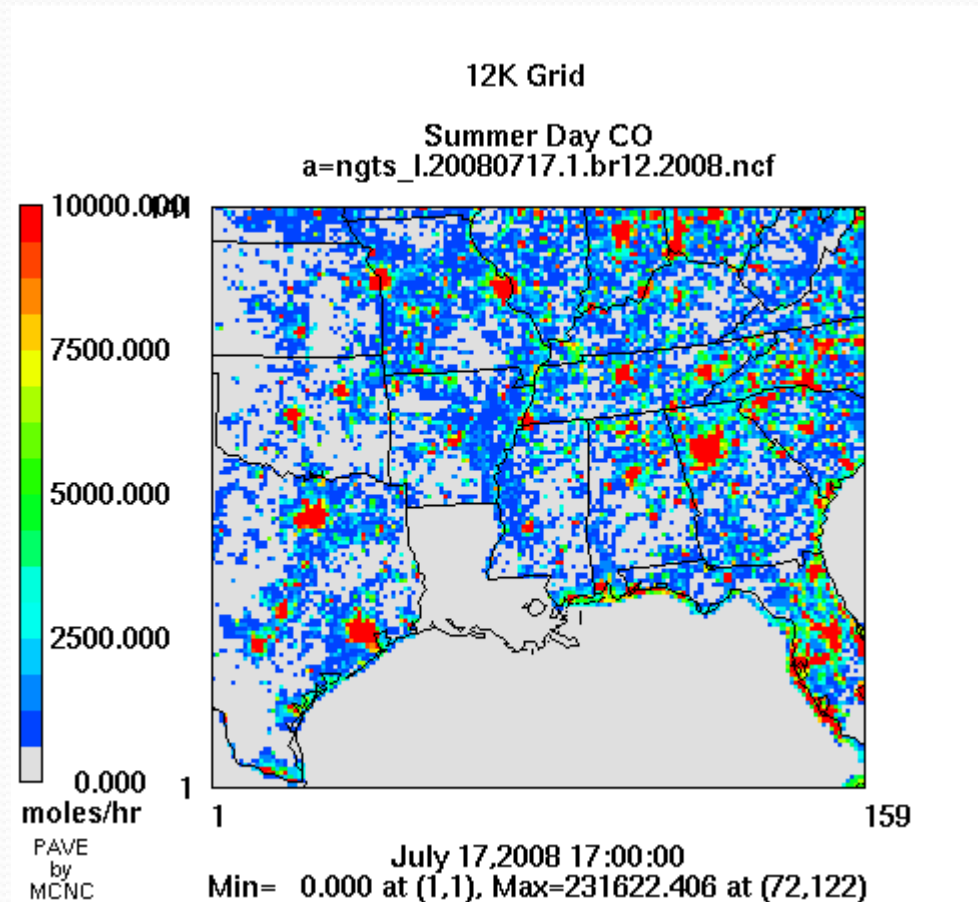 12K Grid
Summer Day CO
a=ngts_l.20080717.1.br12.2008.ncf
10000.000
7500.000
5000.000
2500.000
0.000
moles/hr
PAVE
by
MCNC
1
1
159
July 17,2008 17:00:00
Min= 0.000 at (1,1), Max=231622.406 at (72,122)